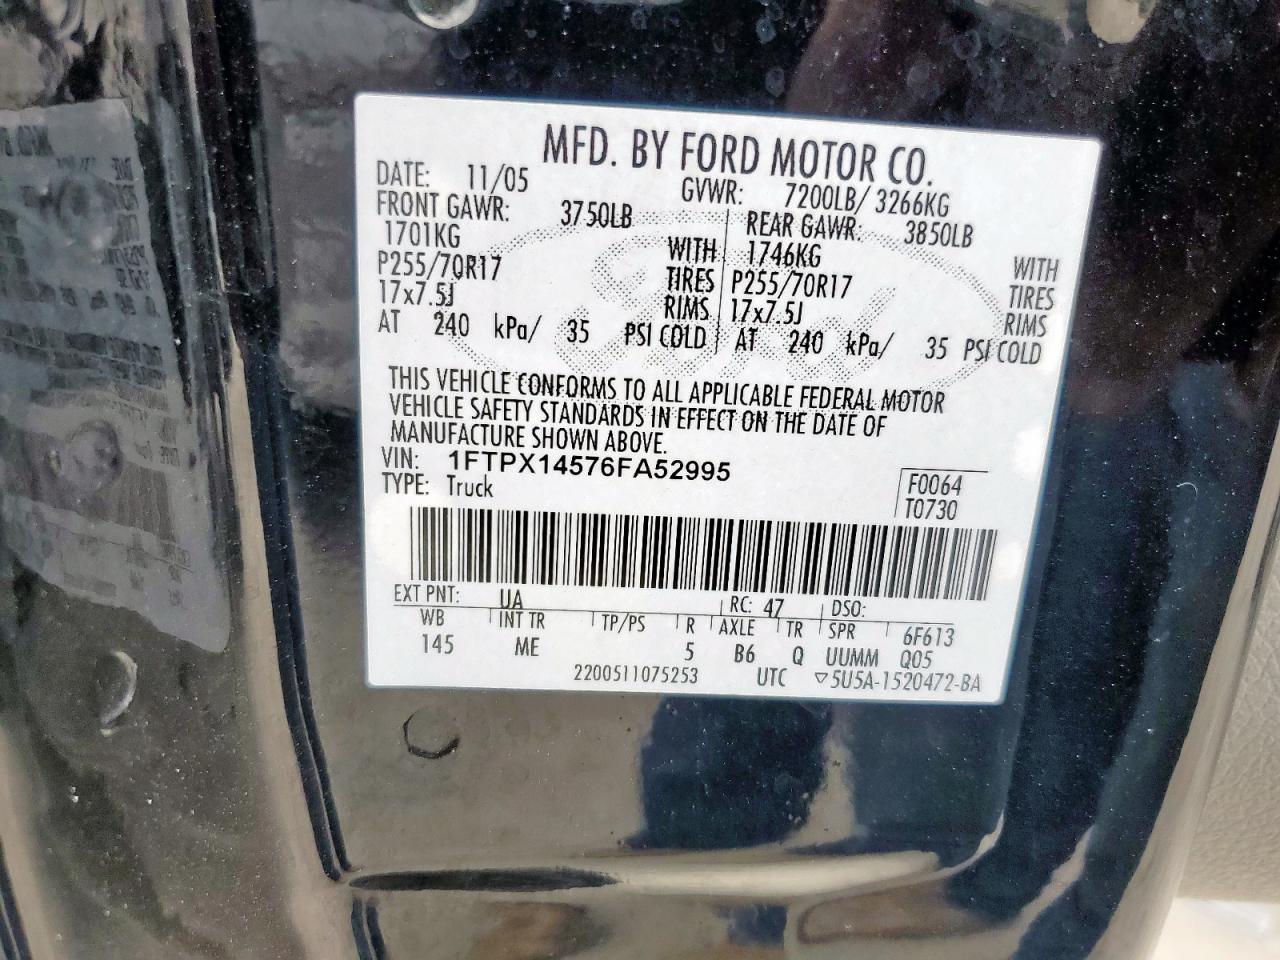 MFD. BY FORD MOTOR CO.
DATE: 11/05 GVWR: 7200LB/ 3266KG
FRONT GAWR: 3750LB REAR GAWR: 3850LB
1701KG WITH 1746KG WITH
P255/70R17 TIRES P255/70R17 TIRES
17x7.5J RIMS 17x7.5J RIMS
AT 240 kPa/ 35 PSI COLD AT 240 kPa/ 35 PSI COLD
THIS VEHICLE CONFORMS TO ALL APPLICABLE FEDERAL MOTOR
VEHICLE SAFETY STANDARDS IN EFFECT ON THE DATE OF
MANUFACTURE SHOWN ABOVE.
VIN: 1FTPX14576FA52995
TYPE: Truck F0064
T0730
EXT PNT: UA RC: 47 DSO:
WB INT TR TP/PS R AXLE TR SPR 6F613
145 ME 5 B6 Q UUMM Q05
2200511075253 UTC ▽5U5A-1520472-BA